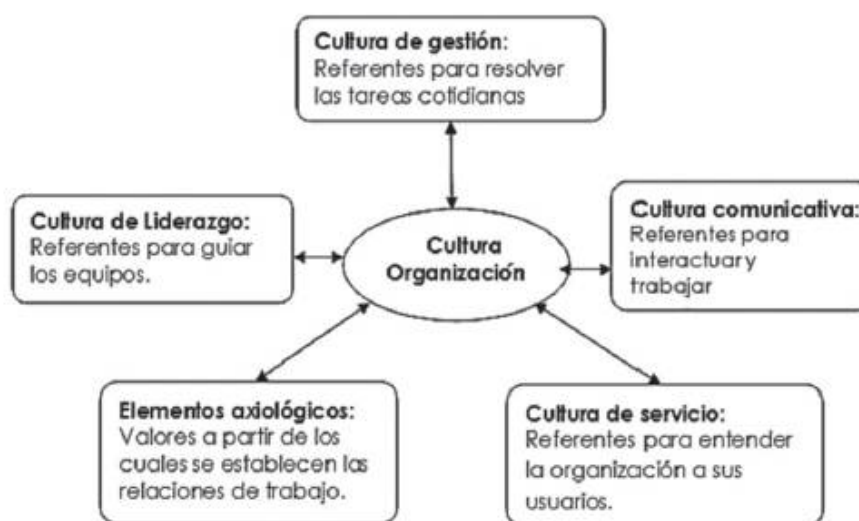 Cultura de gestión:
Referentes para resolver
las tareas cotidianas
Cultura de Liderazgo:
Referentes para guiar
los equipos.
Cultura
Organización
Cultura comunicativa:
Referentes para
interactuar y
trabajar
Elementos axiológicos:
Valores a partir de los
cuales se establecen las
relaciones de trabajo.
Cultura de servicio:
Referentes para entender
la organización a sus
usuarios.